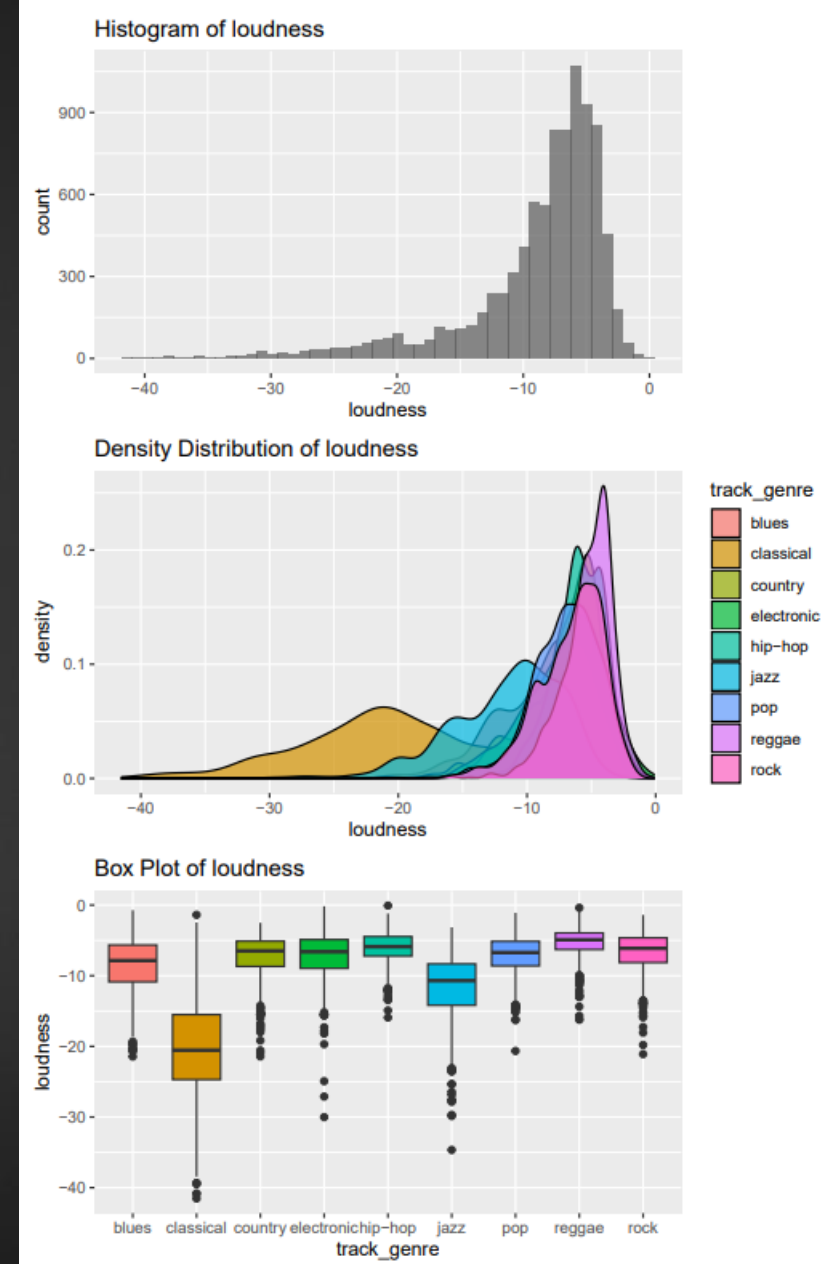 Histogram of loudness
900
600
300
0
count
−40 −30 −20 −10 0
loudness
Density Distribution of loudness
0.2
0.1
0.0
density
−40 −30 −20 −10 0
loudness
track_genre
blues
classical
country
electronic
hip−hop
jazz
pop
reggae
rock
Box Plot of loudness
0
−10
−20
−30
−40
loudness
blues classical country electronic hip−hop jazz pop reggae rock
track_genre